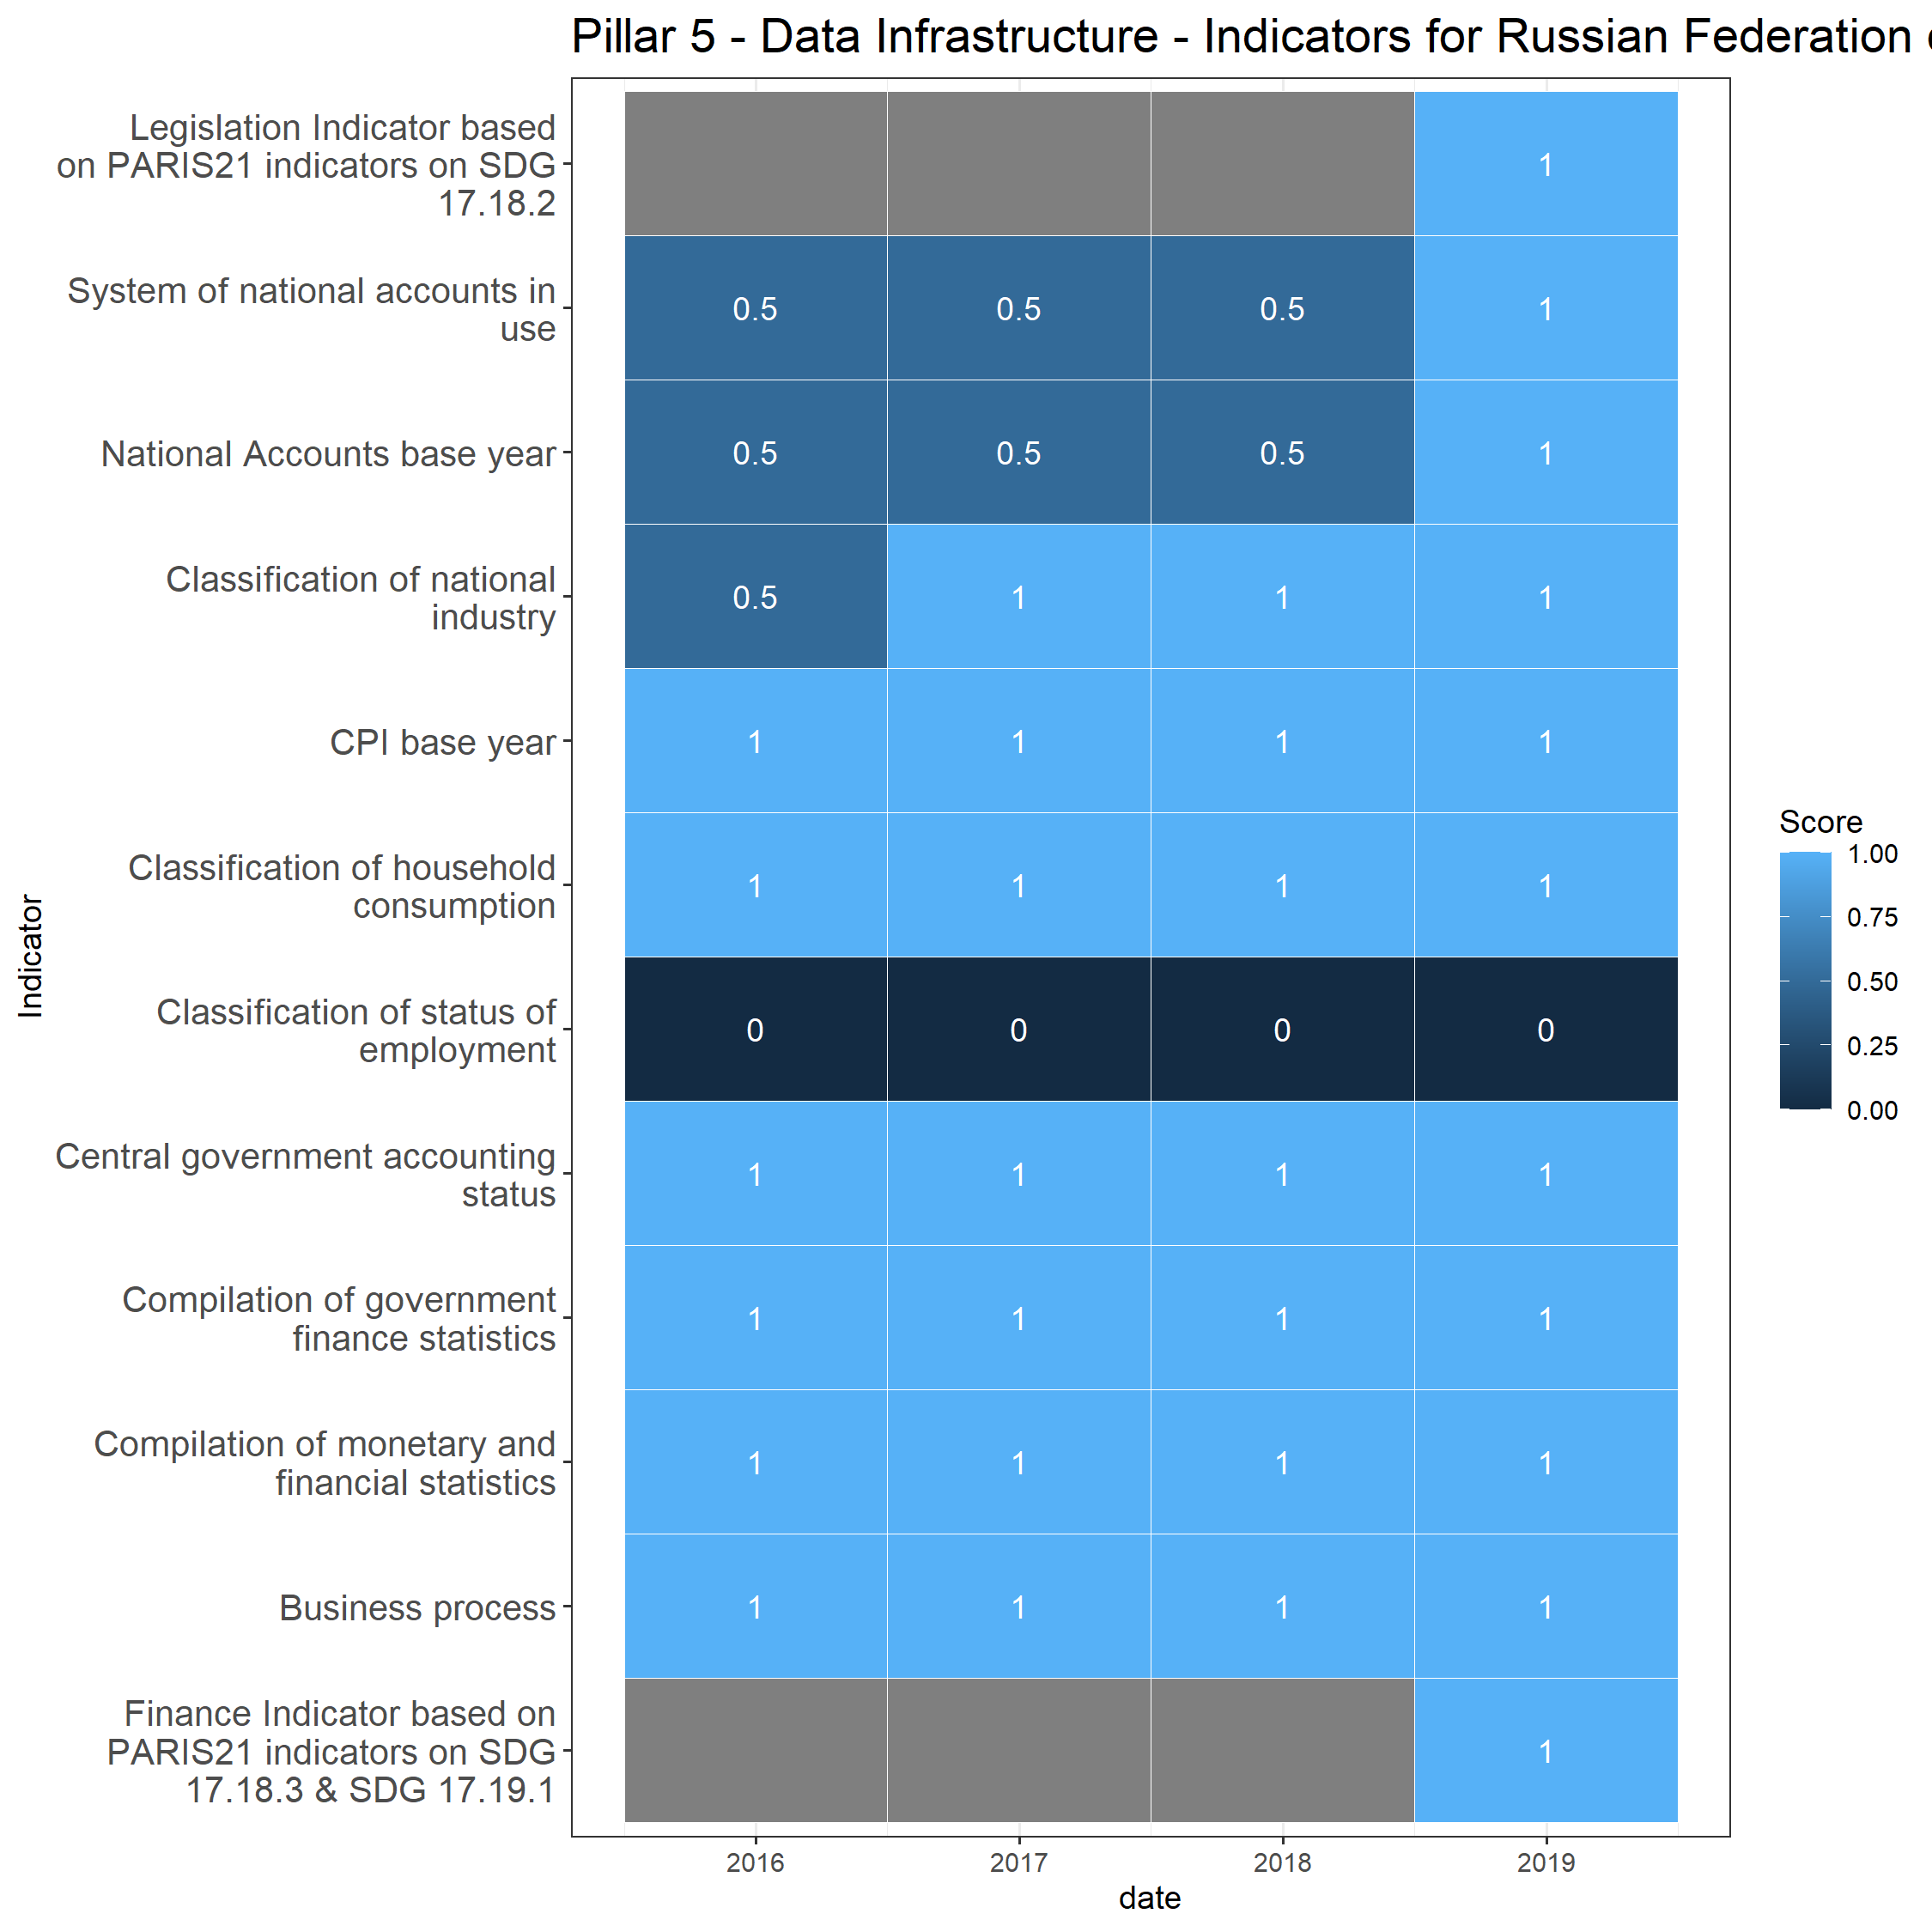 Pillar 5 - Data Infrastructure - Indicators for Russian Federation
Legislation Indicator based
on PARIS21 indicators on SDG
17.18.2
1
System of national accounts in
use
0.5 0.5 0.5 1
National Accounts base year
0.5 0.5 0.5 1
Classification of national
industry
0.5 1 1 1
CPI base year
1 1 1 1
Classification of household
consumption
1 1 1 1
Classification of status of
employment
0 0 0 0
Central government accounting
status
1 1 1 1
Compilation of government
finance statistics
1 1 1 1
Compilation of monetary and
financial statistics
1 1 1 1
Business process
1 1 1 1
Finance Indicator based on
PARIS21 indicators on SDG
17.18.3 & SDG 17.19.1
1
2016 2017 2018 2019
date
Indicator
Score
1.00
0.75
0.50
0.25
0.00